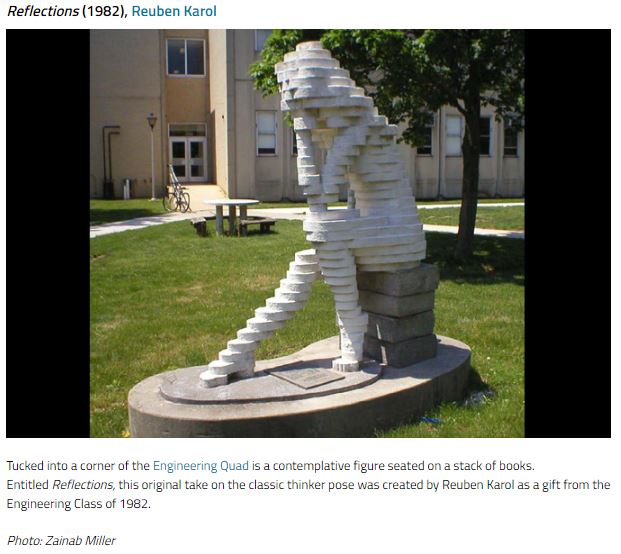 Reflections (1982), Reuben Karol
Tucked into a corner of the Engineering Quad is a contemplative figure seated on a stack of books.
Entitled Reflections, this original take on the classic thinker pose was created by Reuben Karol as a gift from the
Engineering Class of 1982.
Photo: Zainab Miller